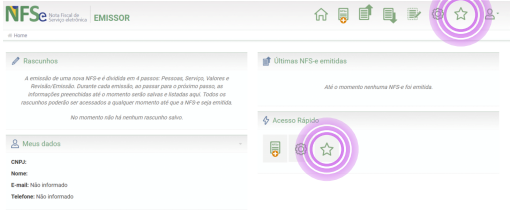 NFSe Nota Fiscal de
Serviço eletrônica
EMISSOR
Home
Rascunhos
A emissão de uma nova NFS-e é dividida em 4 passos: Pessoas, Serviço, Valores e
Revisão/Emissão. Durante cada emissão, ao passar para o próximo passo, as
informações preenchidas até o momento serão salvas e listadas aqui. Todos os
rascunhos poderão ser acessados a qualquer momento até que a NFS-e seja emitida.
No momento não há nenhum rascunho salvo.
Meus dados
CNPJ:
Nome:
E-mail: Não informado
Telefone: Não informado
Últimas NFS-e emitidas
Até o momento nenhuma NFS-e foi emitida.
Acesso Rápido